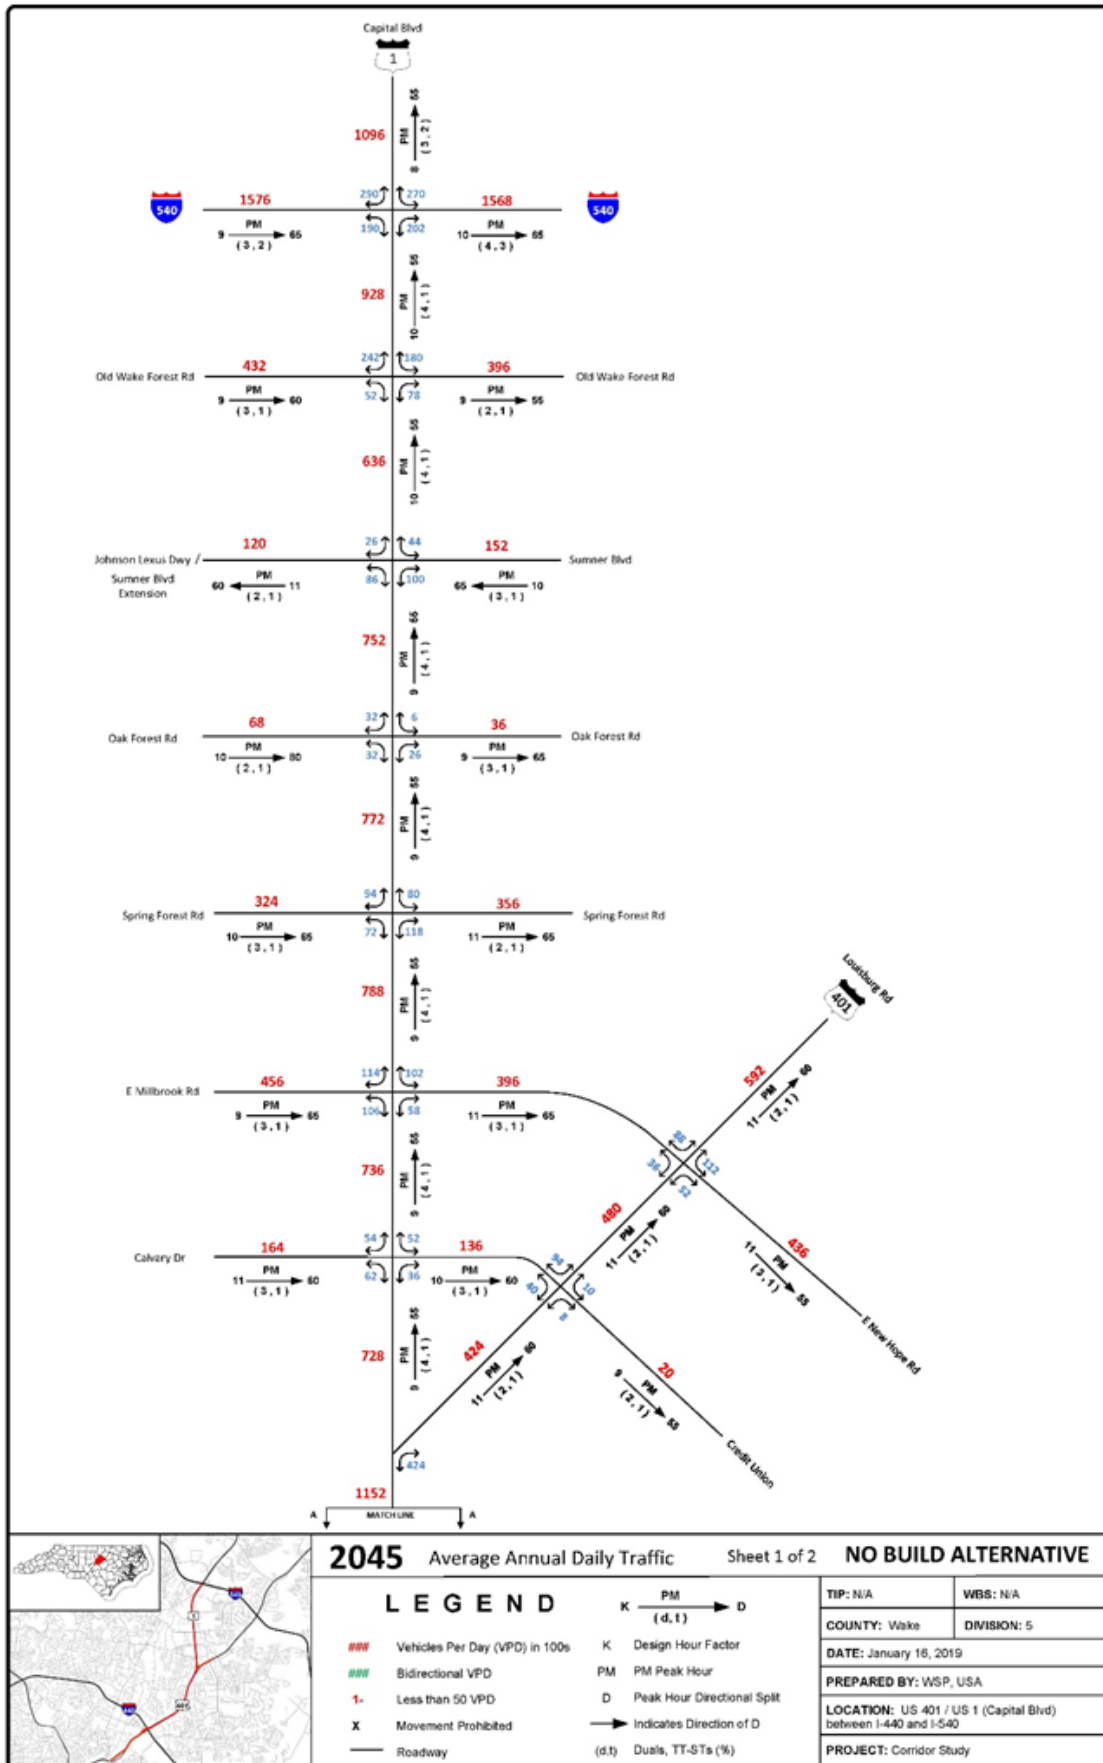 Capital Blvd
1
1096
PM
8 55
(3,2)
540
1576
290
270
1568
540
PM
9 65
(3,2)
190
202
PM
10 65
(4,3)
928
PM
10 55
(4,1)
Old Wake Forest Rd
432
242
180
396
Old Wake Forest Rd
PM
9 60
(3,1)
52
78
PM
9 55
(2,1)
636
PM
10 55
(4,1)
Johnson Lexus Dwy /
Sumner Blvd
Extension
120
26
44
152
Sumner Blvd
PM
60 11
(2,1)
86
100
PM
65 10
(3,1)
752
PM
9 55
(4,1)
Oak Forest Rd
68
32
6
36
Oak Forest Rd
PM
10 80
(2,1)
32
26
PM
9 65
(3,1)
772
PM
9 55
(4,1)
Spring Forest Rd
324
94
80
356
Spring Forest Rd
PM
10 65
(3,1)
72
118
PM
11 65
(2,1)
788
PM
9 55
(4,1)
Louisburg Rd
401
592
PM
11 60
(2,1)
E Millbrook Rd
456
114
102
396
PM
9 65
(3,1)
106
58
PM
11 65
(3,1)
88
36
112
52
736
PM
9 55
(4,1)
480
PM
11 60
(2,1)
436
PM
11 55
(2,1)
E New Hope Rd
Calvary Dr
164
54
52
136
PM
11 60
(3,1)
62
36
PM
10 60
(3,1)
94
40
10
8
728
PM
9 55
(4,1)
424
PM
11 60
(2,1)
20
PM
9 55
(2,1)
Credit Union
424
1152
A MATCH LINE A
2045 Average Annual Daily Traffic Sheet 1 of 2 NO BUILD ALTERNATIVE
LEGEND
### Vehicles Per Day (VPD) in 100s
### Bidirectional VPD
1- Less than 50 VPD
X Movement Prohibited
Roadway
PM
K D
(d,t)
K Design Hour Factor
PM PM Peak Hour
D Peak Hour Directional Split
Indicates Direction of D
(d,t) Duals, TT-STs (%)
TIP: N/A WBS: N/A
COUNTY: Wake DIVISION: 5
DATE: January 16, 2019
PREPARED BY: WSP, USA
LOCATION: US 401 / US 1 (Capital Blvd)
between I-440 and I-540
PROJECT: Corridor Study